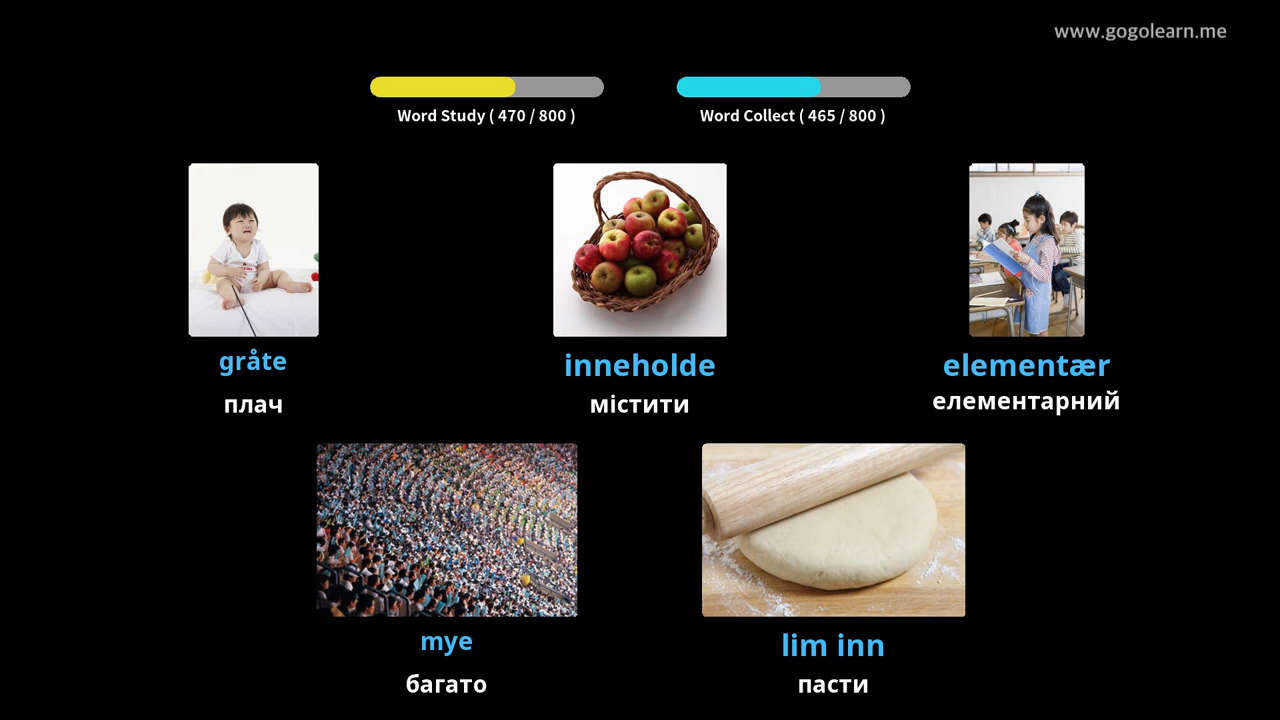 www.gogolearn.me
Word Study ( 470 / 800 )
Word Collect ( 465 / 800 )
gråte
плач
inneholde
містити
elementær
елементарний
mye
багато
lim inn
пасти